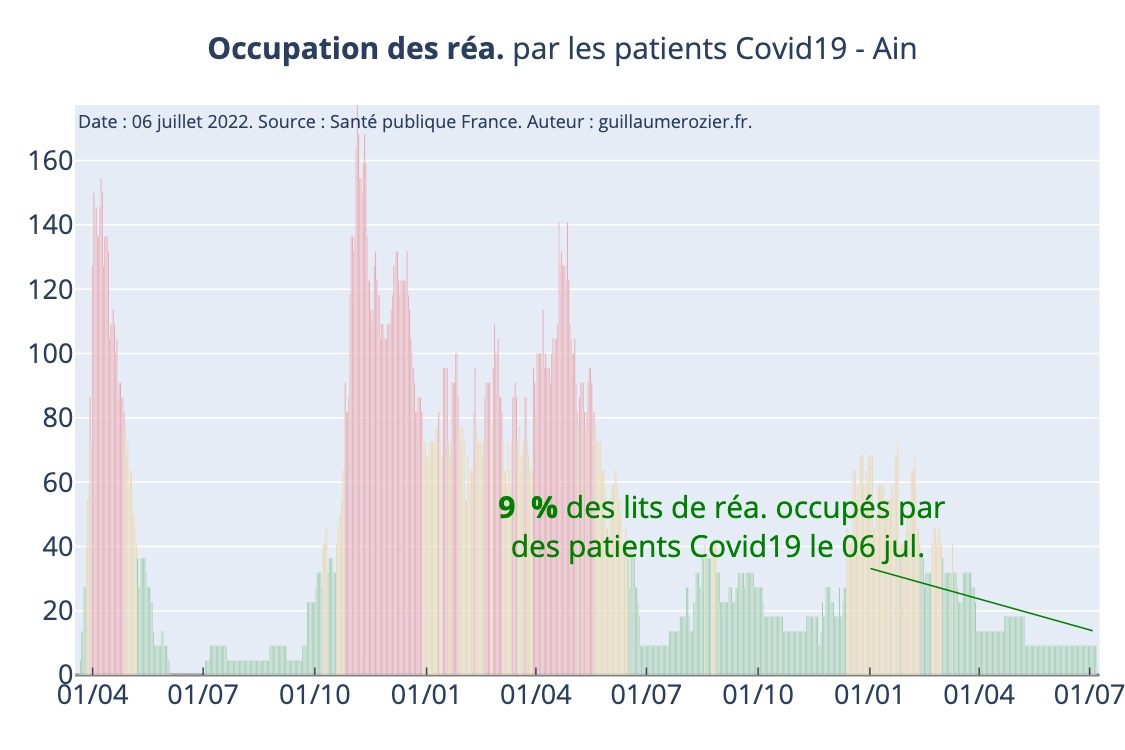 Occupation des réa. par les patients Covid19 - Ain
Date : 06 juillet 2022. Source : Santé publique France. Auteur : guillaumerozier.fr.
160
140
120
100
80
60
40
20
0
9 % des lits de réa. occupés par
des patients Covid19 le 06 jul.
01/04 01/07 01/10 01/01 01/04 01/07 01/10 01/01 01/04 01/07